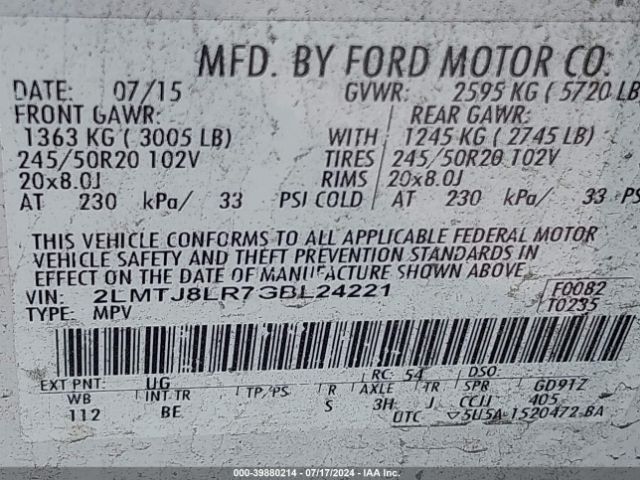 MFD. BY FORD MOTOR CO.
DATE: 07/15 GVWR: 2595 KG ( 5720 LB
FRONT GAWR: REAR GAWR:
1363 KG ( 3005 LB) WITH 1245 KG ( 2745 LB)
245/50R20 102V TIRES 245/50R20 102V
20x8.0J RIMS 20x8.0J
AT 230 kPa/ 33 PSI COLD AT 230 kPa/ 33 PS
THIS VEHICLE CONFORMS TO ALL APPLICABLE FEDERAL MOTOR
VEHICLE SAFETY AND THEFT PREVENTION STANDARDS IN
EFFECT ON THE DATE OF MANUFACTURE SHOWN ABOVE.
VIN: 2LMTJ8LR7GBL24221 F0082
TYPE: MPV T0235
EXT PNT: UG RC: 54 DSO:
WB INT TR TP/PS R AXLE TR SPR GD91Z
112 BE S 3H J CCIJ 405
UTC 5U5A-1520472-BA
000-39880214 - 07/17/2024 - IAA Inc.